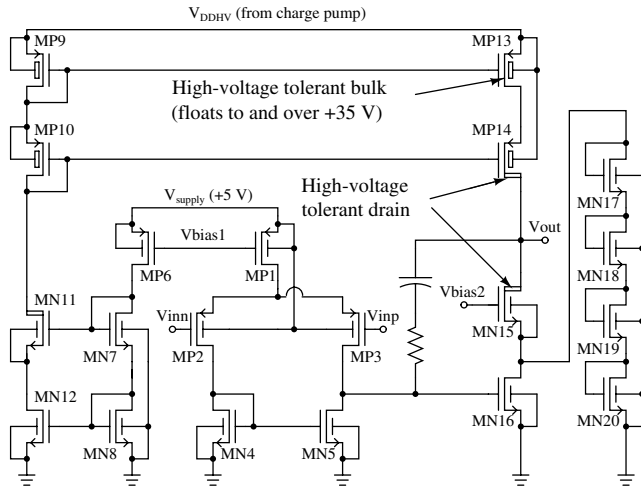 V_DDHV (from charge pump)
MP9
MP13
High-voltage tolerant bulk
(floats to and over +35 V)
MP10
MP14
V_supply (+5 V)
High-voltage
tolerant drain
MN17
Vbias1
Vout
MP6
MP1
MN18
MN11
Vinn
Vinp
Vbias2
MN15
MN7
MP2
MP3
MN19
MN12
MN16
MN20
MN8
MN4
MN5